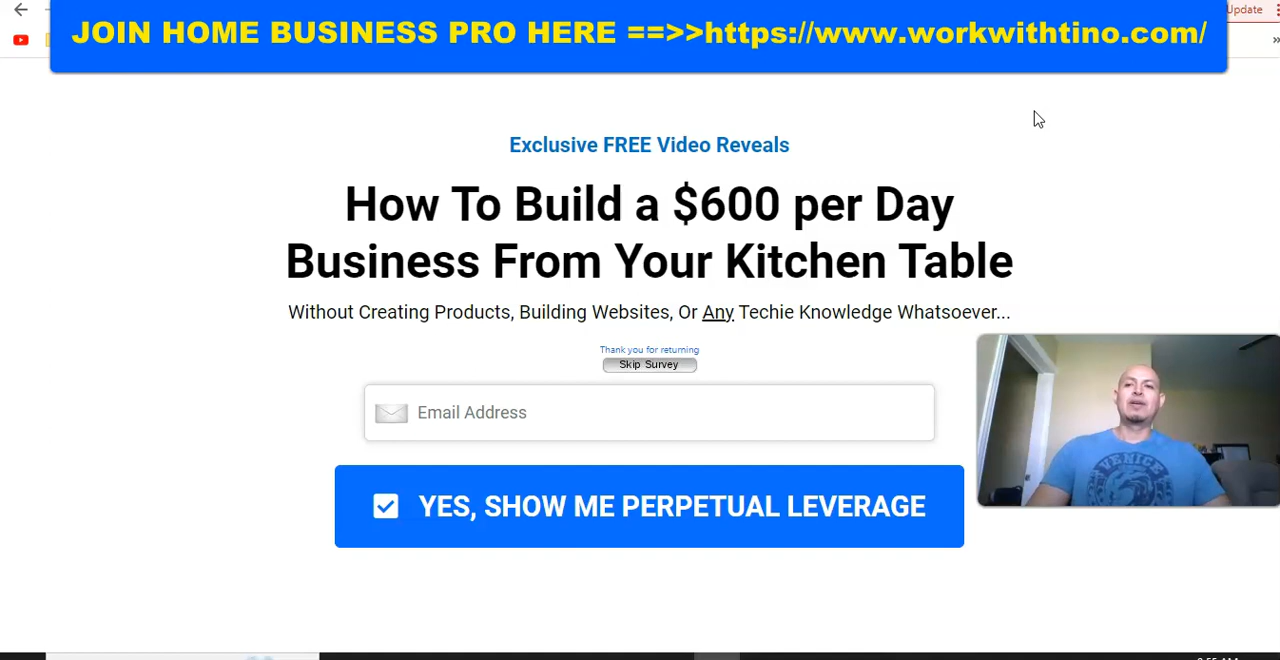 JOIN HOME BUSINESS PRO HERE ==>>https://www.workwithtino.com/
Update
»
Exclusive FREE Video Reveals
How To Build a $600 per Day
Business From Your Kitchen Table
Without Creating Products, Building Websites, Or Any Techie Knowledge Whatsoever...
Thank you for returning
Skip Survey
Email Address
YES, SHOW ME PERPETUAL LEVERAGE
VENICE